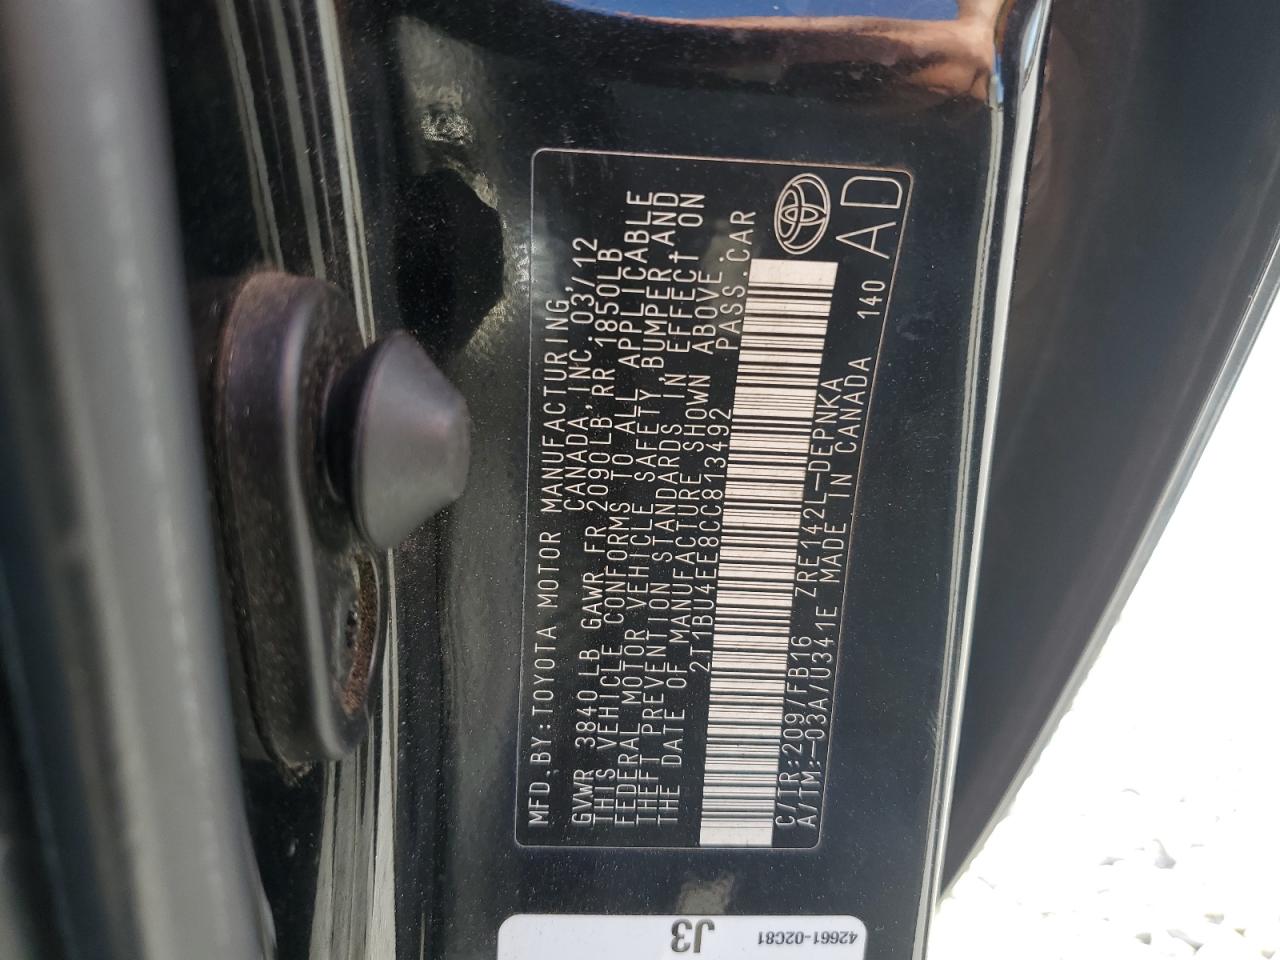 MFD.BY:TOYOTA MOTOR MANUFACTURING
CANADA, INC. 03/12
GVWR 3840 LB GAWR FR 2090LB RR 1850LB
THIS VEHICLE CONFORMS TO ALL APPLICABLE
FEDERAL MOTOR VEHICLE SAFETY,BUMPER,AND
THEFT PREVENTION STANDARDS IN EFFECT ON
THE DATE OF MANUFACTURE SHOWN ABOVE.
2T1BU4EE8CC813492 PASS.CAR
C/TR:209/FB16 ZRE142L-DEPNKA
A/TM:-03A/U341E MADE IN CANADA 140
AD
J3
42661-02C81